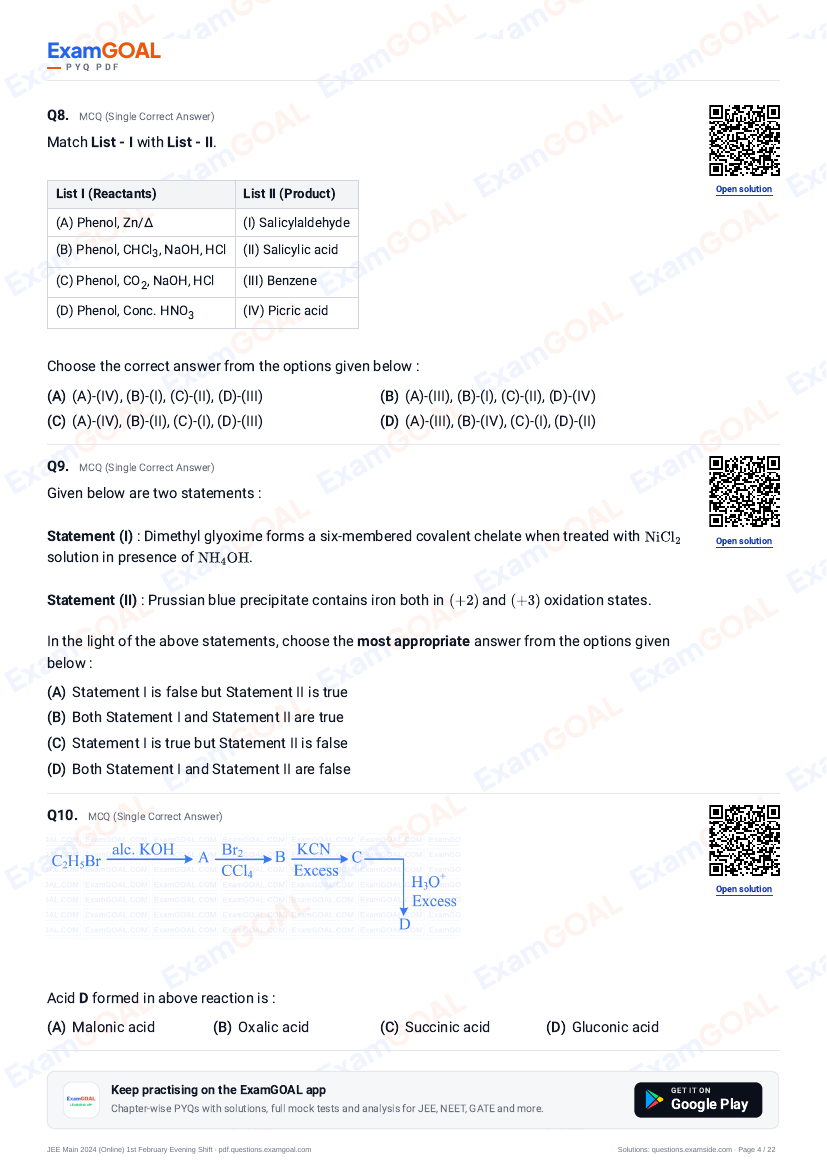 ExamGOAL
PYQ PDF
Q8. MCQ (Single Correct Answer)
Match List - I with List - II.
Open solution
List I (Reactants) List II (Product)
(A) Phenol, Zn/Δ (I) Salicylaldehyde
(B) Phenol, CHCl₃, NaOH, HCl (II) Salicylic acid
(C) Phenol, CO₂, NaOH, HCl (III) Benzene
(D) Phenol, Conc. HNO₃ (IV) Picric acid
Choose the correct answer from the options given below :
(A) (A)-(IV), (B)-(I), (C)-(II), (D)-(III) (B) (A)-(III), (B)-(I), (C)-(II), (D)-(IV)
(C) (A)-(IV), (B)-(II), (C)-(I), (D)-(III) (D) (A)-(III), (B)-(IV), (C)-(I), (D)-(II)
Q9. MCQ (Single Correct Answer)
Given below are two statements :
Statement (I) : Dimethyl glyoxime forms a six-membered covalent chelate when treated with NiCl₂
solution in presence of NH₄OH.
Open solution
Statement (II) : Prussian blue precipitate contains iron both in (+2) and (+3) oxidation states.
In the light of the above statements, choose the most appropriate answer from the options given
below :
(A) Statement I is false but Statement II is true
(B) Both Statement I and Statement II are true
(C) Statement I is true but Statement II is false
(D) Both Statement I and Statement II are false
Q10. MCQ (Single Correct Answer)
alc. KOH Br₂ KCN
C₂H₅Br A B C
CCl₄ Excess
H₃O⁺
Excess
D
Open solution
Acid D formed in above reaction is :
(A) Malonic acid (B) Oxalic acid (C) Succinic acid (D) Gluconic acid
Keep practising on the ExamGOAL app
Chapter-wise PYQs with solutions, full mock tests and analysis for JEE, NEET, GATE and more.
GET IT ON
Google Play
JEE Main 2024 (Online) 1st February Evening Shift · pdf.questions.examgoal.com Solutions: questions.examside.com · Page 4 / 22